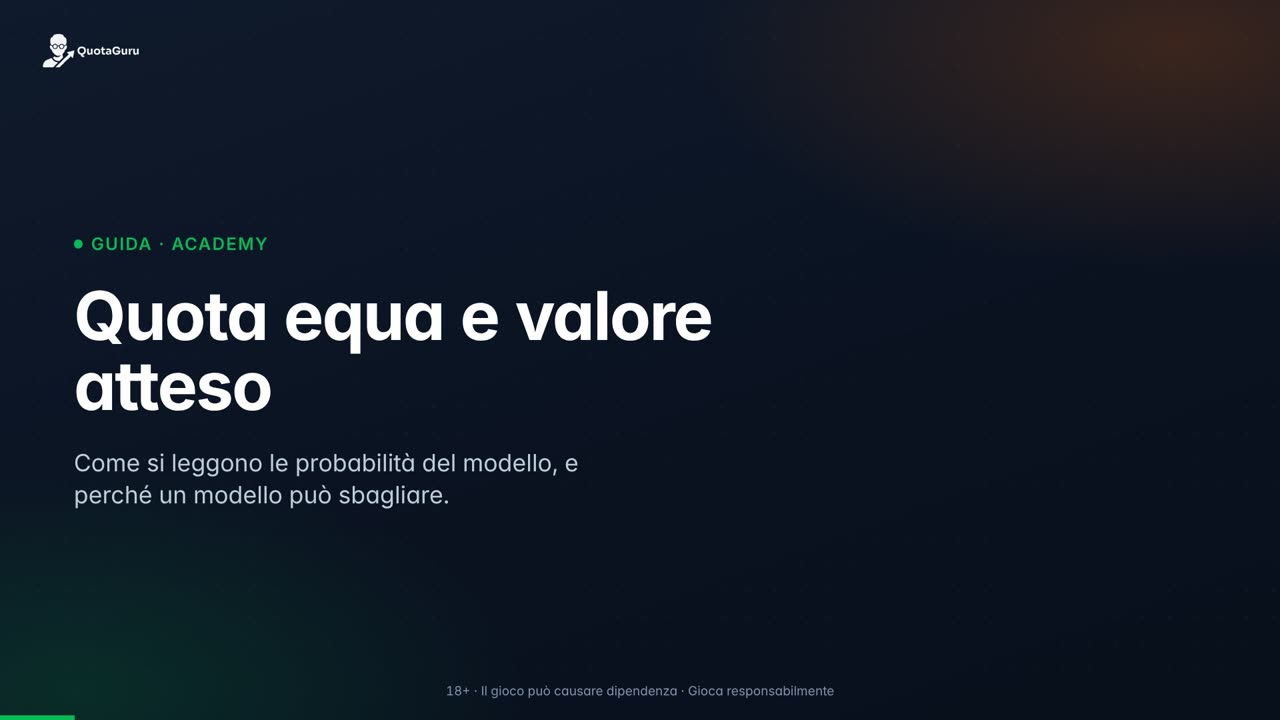 QuotaGuru
GUIDA · ACADEMY
Quota equa e valore
atteso
Come si leggono le probabilità del modello, e
perché un modello può sbagliare.
18+ · Il gioco può causare dipendenza · Gioca responsabilmente